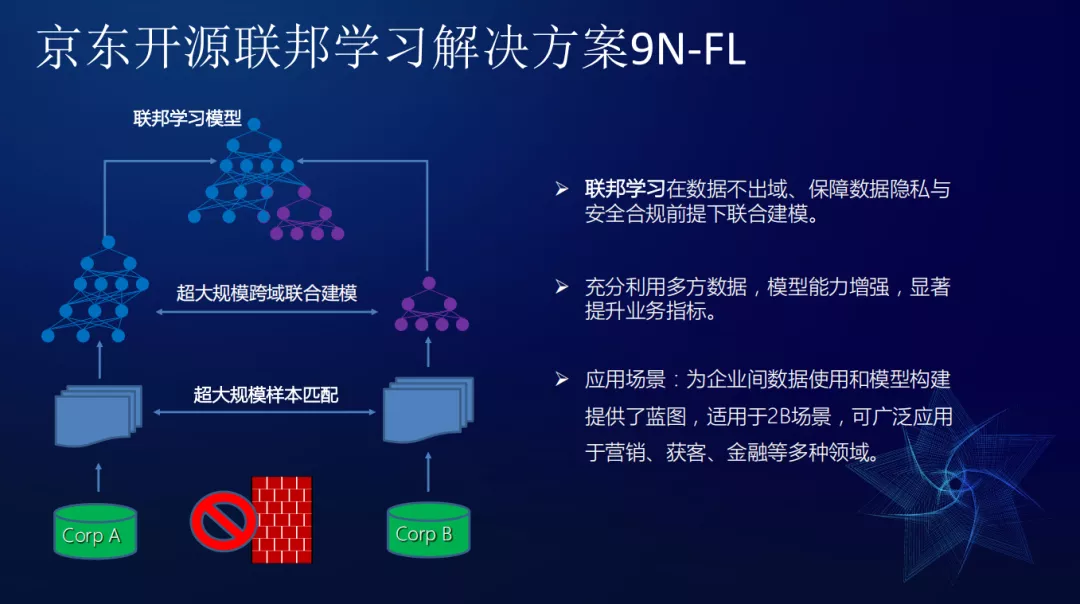 京东开源联邦学习解决方案9N-FL
联邦学习模型
超大规模跨域联合建模
超大规模样本匹配
Corp A
Corp B
➢ 联邦学习在数据不出域、保障数据隐私与
安全合规前提下联合建模。
➢ 充分利用多方数据，模型能力增强，显著
提升业务指标。
➢ 应用场景：为企业间数据使用和模型构建
提供了蓝图，适用于2B场景，可广泛应用
于营销、获客、金融等多种领域。